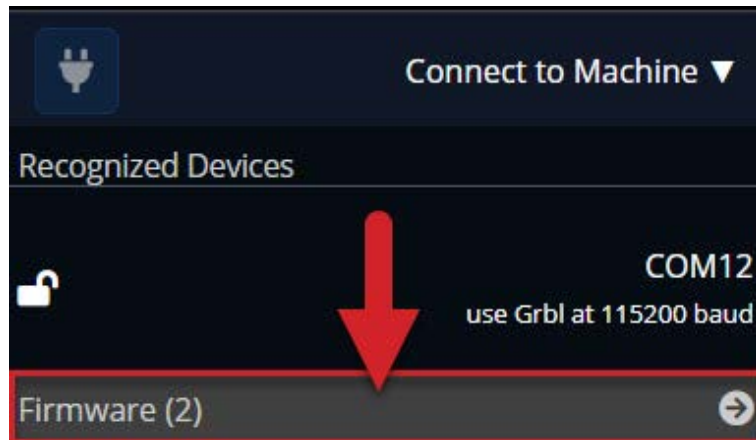 Connect to Machine ▼
Recognized Devices
COM12
use Grbl at 115200 baud
Firmware (2)